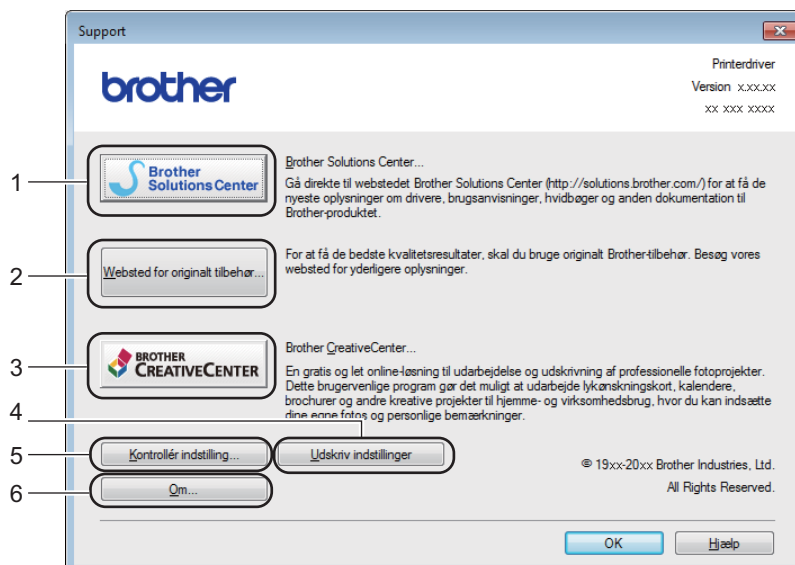 Support
brother
Printerdriver
Version x.xx.xx
xx xxx xxxx
1
Brother
Solutions Center
Brother Solutions Center...
Gå direkte til webstedet Brother Solutions Center (http://solutions.brother.com/) for at få de
nyeste oplysninger om drivere, brugsanvisninger, hvidbøger og anden dokumentation til
Brother-produktet.
2
Websted for originalt tilbehør...
For at få de bedste kvalitetsresultater, skal du bruge originalt Brother-tilbehør. Besøg vores
websted for yderligere oplysninger.
3
BROTHER
CREATIVECENTER
Brother CreativeCenter...
En gratis og let online-løsning til udarbejdelse og udskrivning af professionelle fotoprojekter.
Dette brugervenlige program gør det muligt at udarbejde lykønskningskort, kalendere,
brochurer og andre kreative projekter til hjemme- og virksomhedsbrug, hvor du kan indsætte
dine egne fotos og personlige bemærkninger.
4
5
Kontrollér indstilling...
Udskriv indstillinger
6
Om...
© 19xx-20xx Brother Industries, Ltd.
All Rights Reserved.
OK
Hjælp